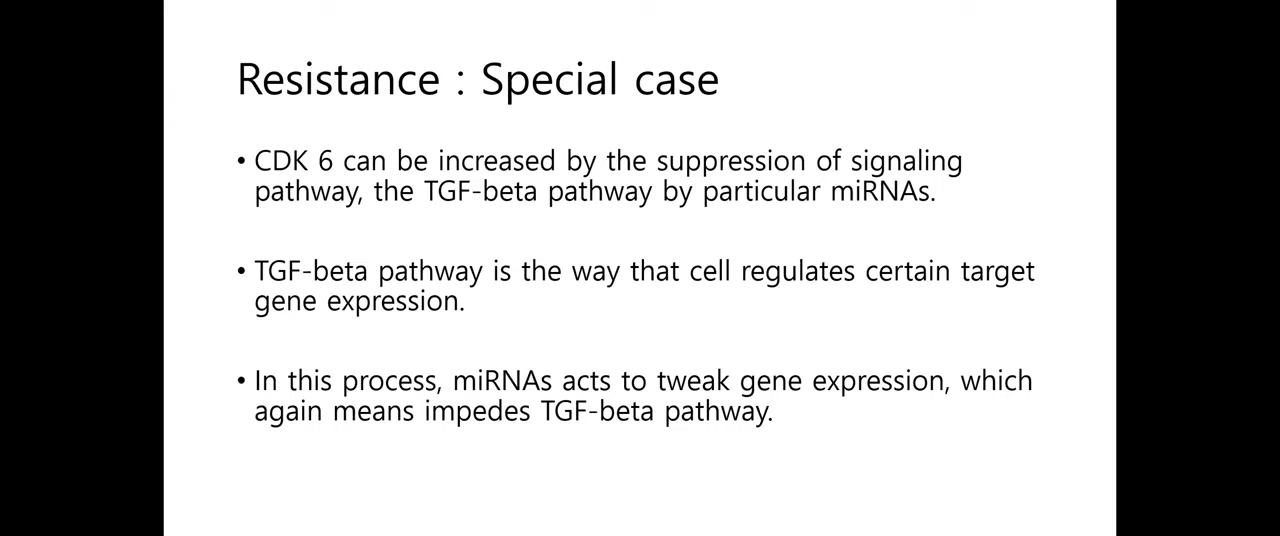 Resistance : Special case
• CDK 6 can be increased by the suppression of signaling
pathway, the TGF-beta pathway by particular miRNAs.
• TGF-beta pathway is the way that cell regulates certain target
gene expression.
• In this process, miRNAs acts to tweak gene expression, which
again means impedes TGF-beta pathway.